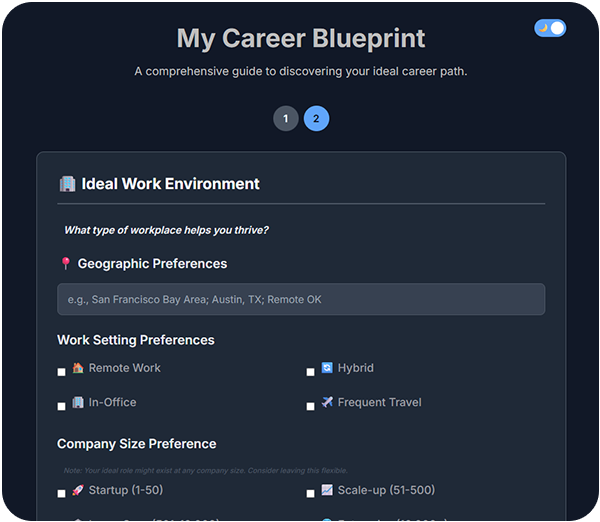 My Career Blueprint
A comprehensive guide to discovering your ideal career path.
1 2
Ideal Work Environment
What type of workplace helps you thrive?
Geographic Preferences
e.g., San Francisco Bay Area; Austin, TX; Remote OK
Work Setting Preferences
Remote Work Hybrid
In-Office Frequent Travel
Company Size Preference
Note: Your ideal role might exist at any company size. Consider leaving this flexible.
Startup (1-50) Scale-up (51-500)